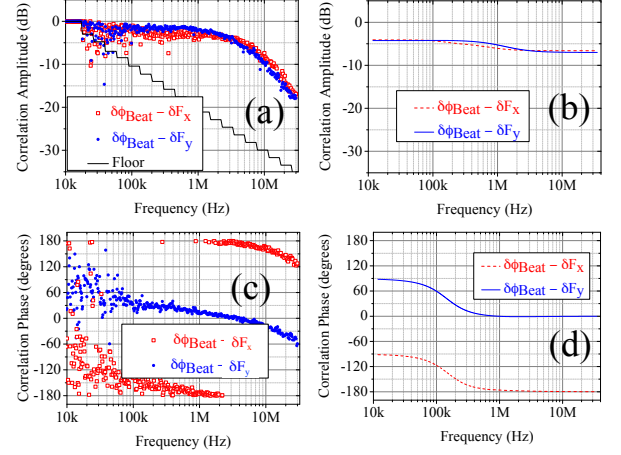 Correlation Amplitude (dB)
0
-10
-20
-30
(a)
δϕBeat − δFx
δϕBeat − δFy
Floor
10k 100k 1M 10M
Frequency (Hz)
Correlation Amplitude (dB)
0
-10
-20
-30
(b)
δϕBeat − δFx
δϕBeat − δFy
10k 100k 1M 10M
Frequency (Hz)
Correlation Phase (degrees)
180
120
60
0
-60
-120
-180
(c)
δϕBeat - δFx
δϕBeat - δFy
10k 100k 1M 10M
Frequency (Hz)
Correlation Phase (degrees)
180
120
60
0
-60
-120
-180
δϕBeat − δFx
δϕBeat − δFy
(d)
10k 100k 1M 10M
Frequency (Hz)